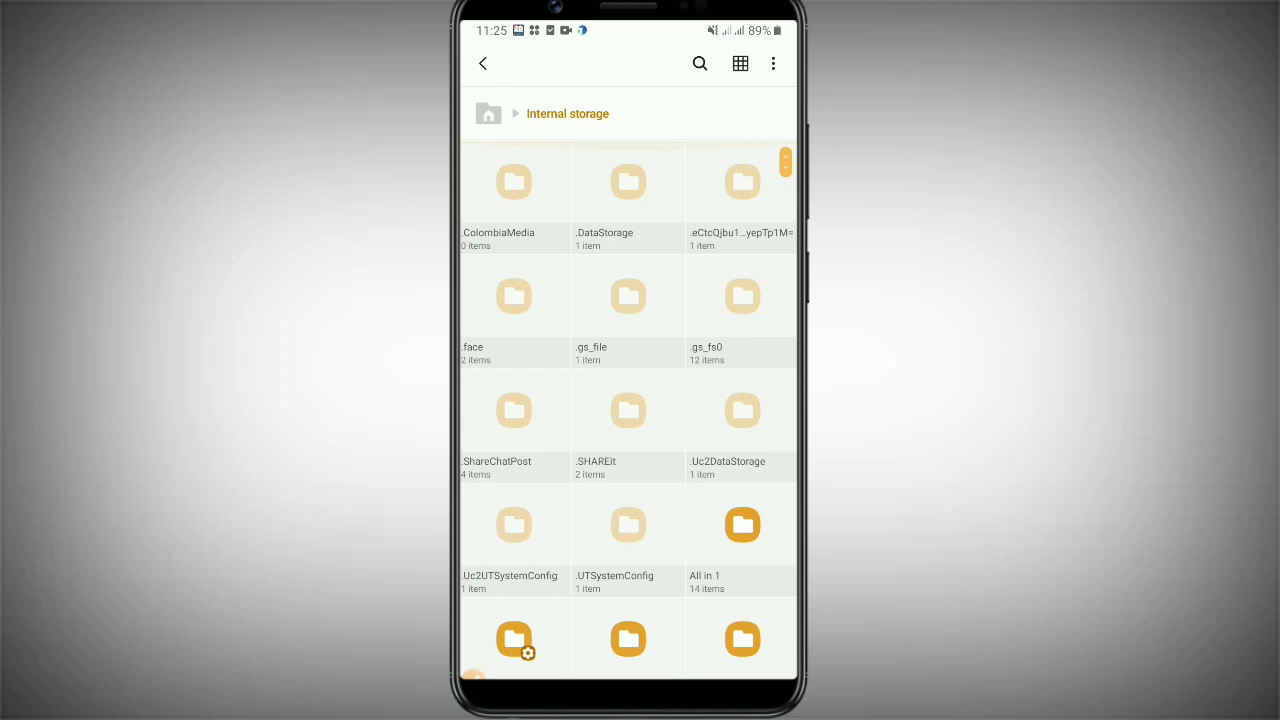 11:25 89%
Internal storage
.ColombiaMedia .DataStorage .eCtcQjbu1...yepTp1M=
0 items 1 item 1 item
.face .gs_file .gs_fs0
2 items 1 item 12 items
.ShareChatPost .SHAREit .Uc2DataStorage
4 items 2 items 1 item
.Uc2UTSystemConfig .UTSystemConfig All in 1
1 item 1 item 14 items